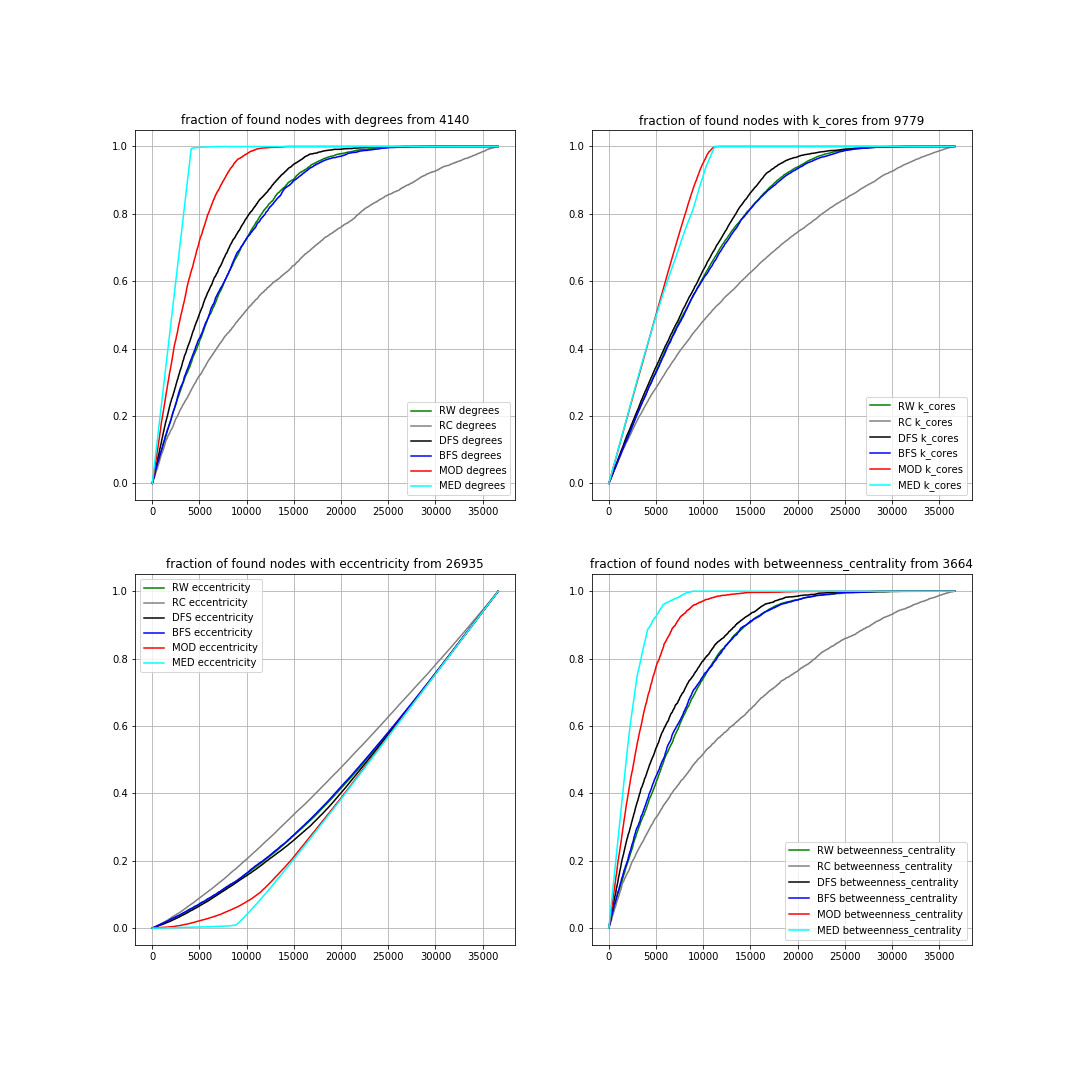 fraction of found nodes with degrees from 4140
1.0
0.8
0.6
0.4
0.2
0.0
RW degrees
RC degrees
DFS degrees
BFS degrees
MOD degrees
MED degrees
0 5000 10000 15000 20000 25000 30000 35000
fraction of found nodes with k_cores from 9779
1.0
0.8
0.6
0.4
0.2
0.0
RW k_cores
RC k_cores
DFS k_cores
BFS k_cores
MOD k_cores
MED k_cores
0 5000 10000 15000 20000 25000 30000 35000
fraction of found nodes with eccentricity from 26935
1.0
0.8
0.6
0.4
0.2
0.0
RW eccentricity
RC eccentricity
DFS eccentricity
BFS eccentricity
MOD eccentricity
MED eccentricity
0 5000 10000 15000 20000 25000 30000 35000
fraction of found nodes with betweenness_centrality from 3664
1.0
0.8
0.6
0.4
0.2
0.0
RW betweenness_centrality
RC betweenness_centrality
DFS betweenness_centrality
BFS betweenness_centrality
MOD betweenness_centrality
MED betweenness_centrality
0 5000 10000 15000 20000 25000 30000 35000